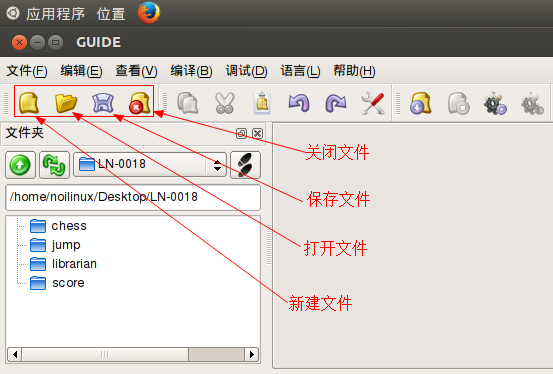 应用程序 位置
GUIDE
文件(F) 编辑(E) 查看(V) 编译(B) 调试(D) 语言(L) 帮助(H)
文件夹
LN-0018
/home/noilinux/Desktop/LN-0018
chess
jump
librarian
score
关闭文件
保存文件
打开文件
新建文件